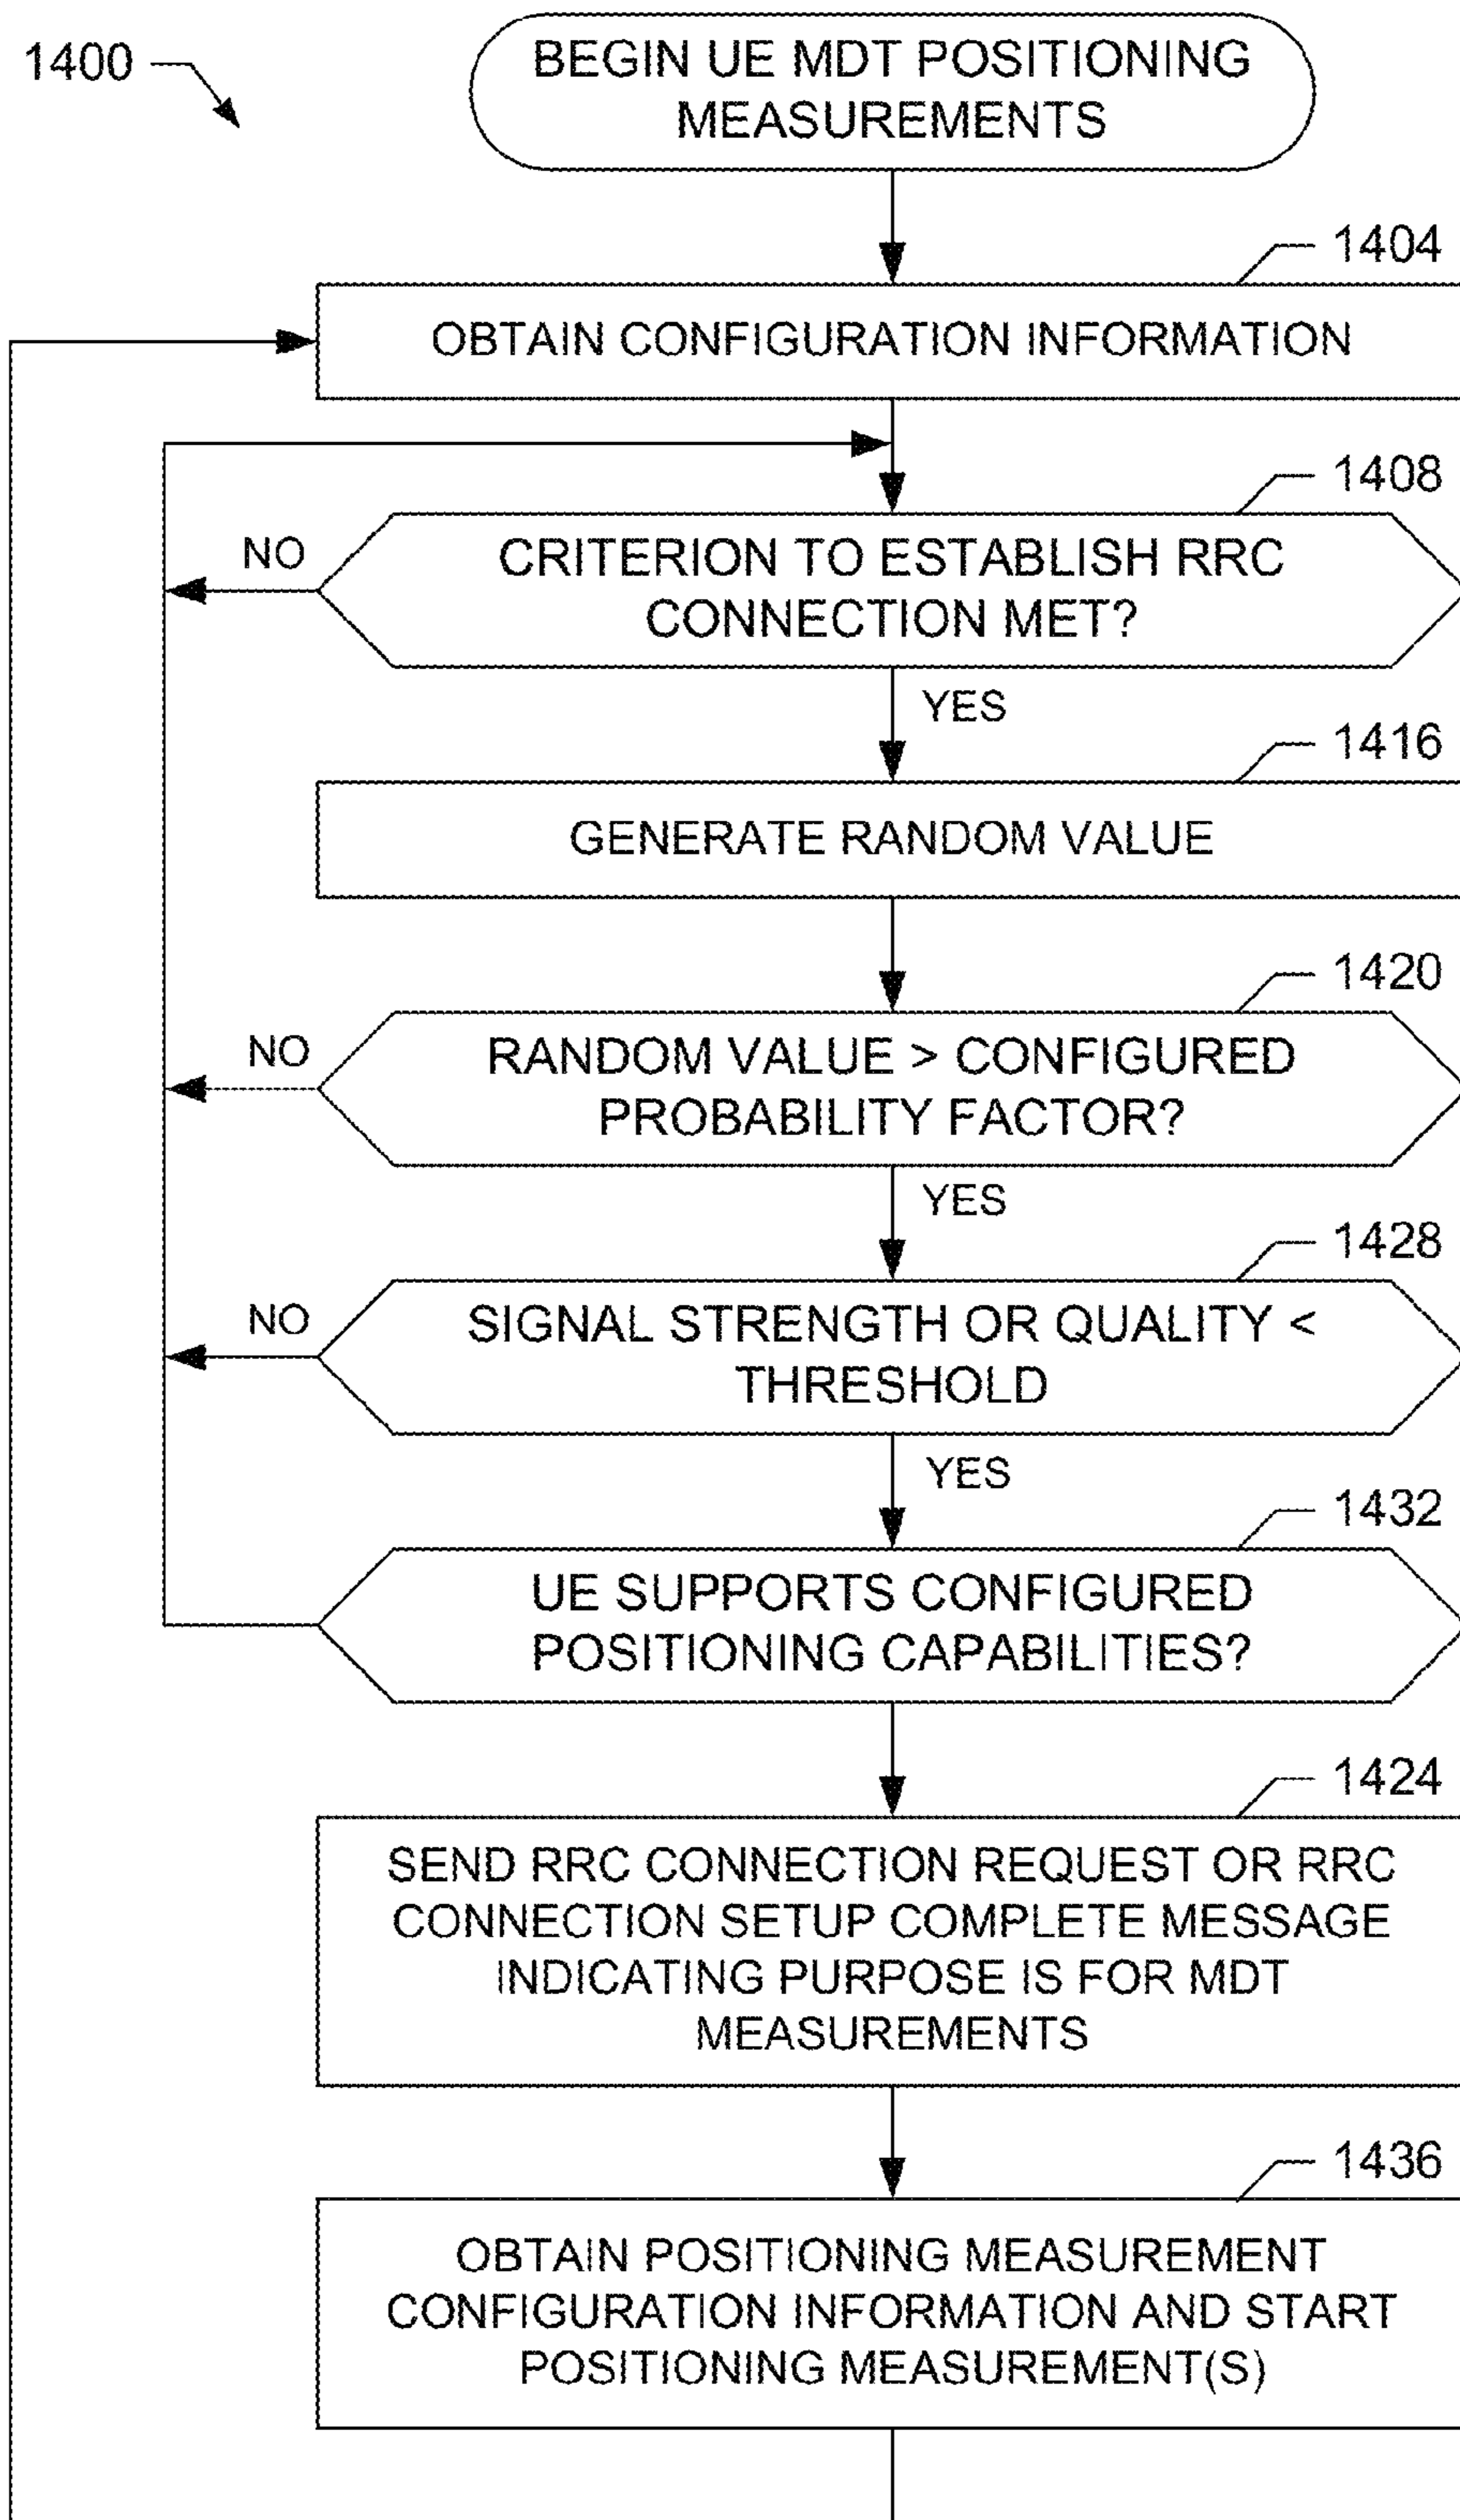 1400
BEGIN UE MDT POSITIONING
MEASUREMENTS
1404
OBTAIN CONFIGURATION INFORMATION
1408
CRITERION TO ESTABLISH RRC
CONNECTION MET?
NO
YES
1416
GENERATE RANDOM VALUE
1420
RANDOM VALUE > CONFIGURED
PROBABILITY FACTOR?
NO
YES
1428
SIGNAL STRENGTH OR QUALITY <
THRESHOLD
NO
YES
1432
UE SUPPORTS CONFIGURED
POSITIONING CAPABILITIES?
1424
SEND RRC CONNECTION REQUEST OR RRC
CONNECTION SETUP COMPLETE MESSAGE
INDICATING PURPOSE IS FOR MDT
MEASUREMENTS
1436
OBTAIN POSITIONING MEASUREMENT
CONFIGURATION INFORMATION AND START
POSITIONING MEASUREMENT(S)